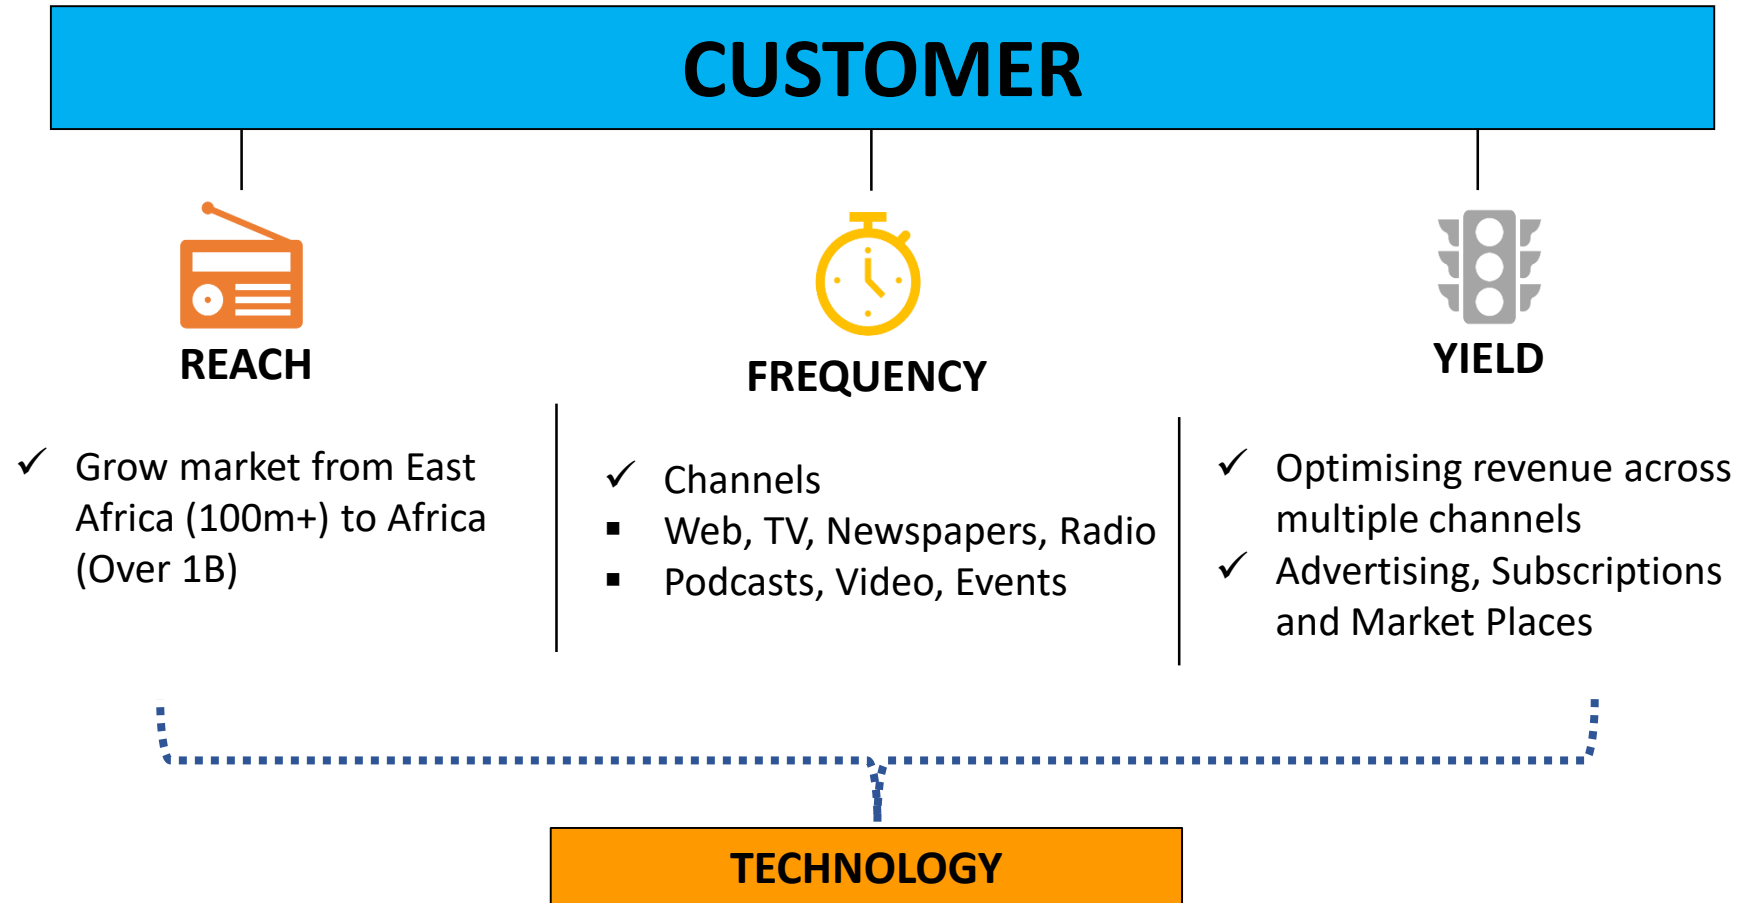 CUSTOMER
REACH
✓ Grow market from East
Africa (100m+) to Africa
(Over 1B)
FREQUENCY
✓ Channels
▪ Web, TV, Newspapers, Radio
▪ Podcasts, Video, Events
YIELD
✓ Optimising revenue across
multiple channels
✓ Advertising, Subscriptions
and Market Places
TECHNOLOGY